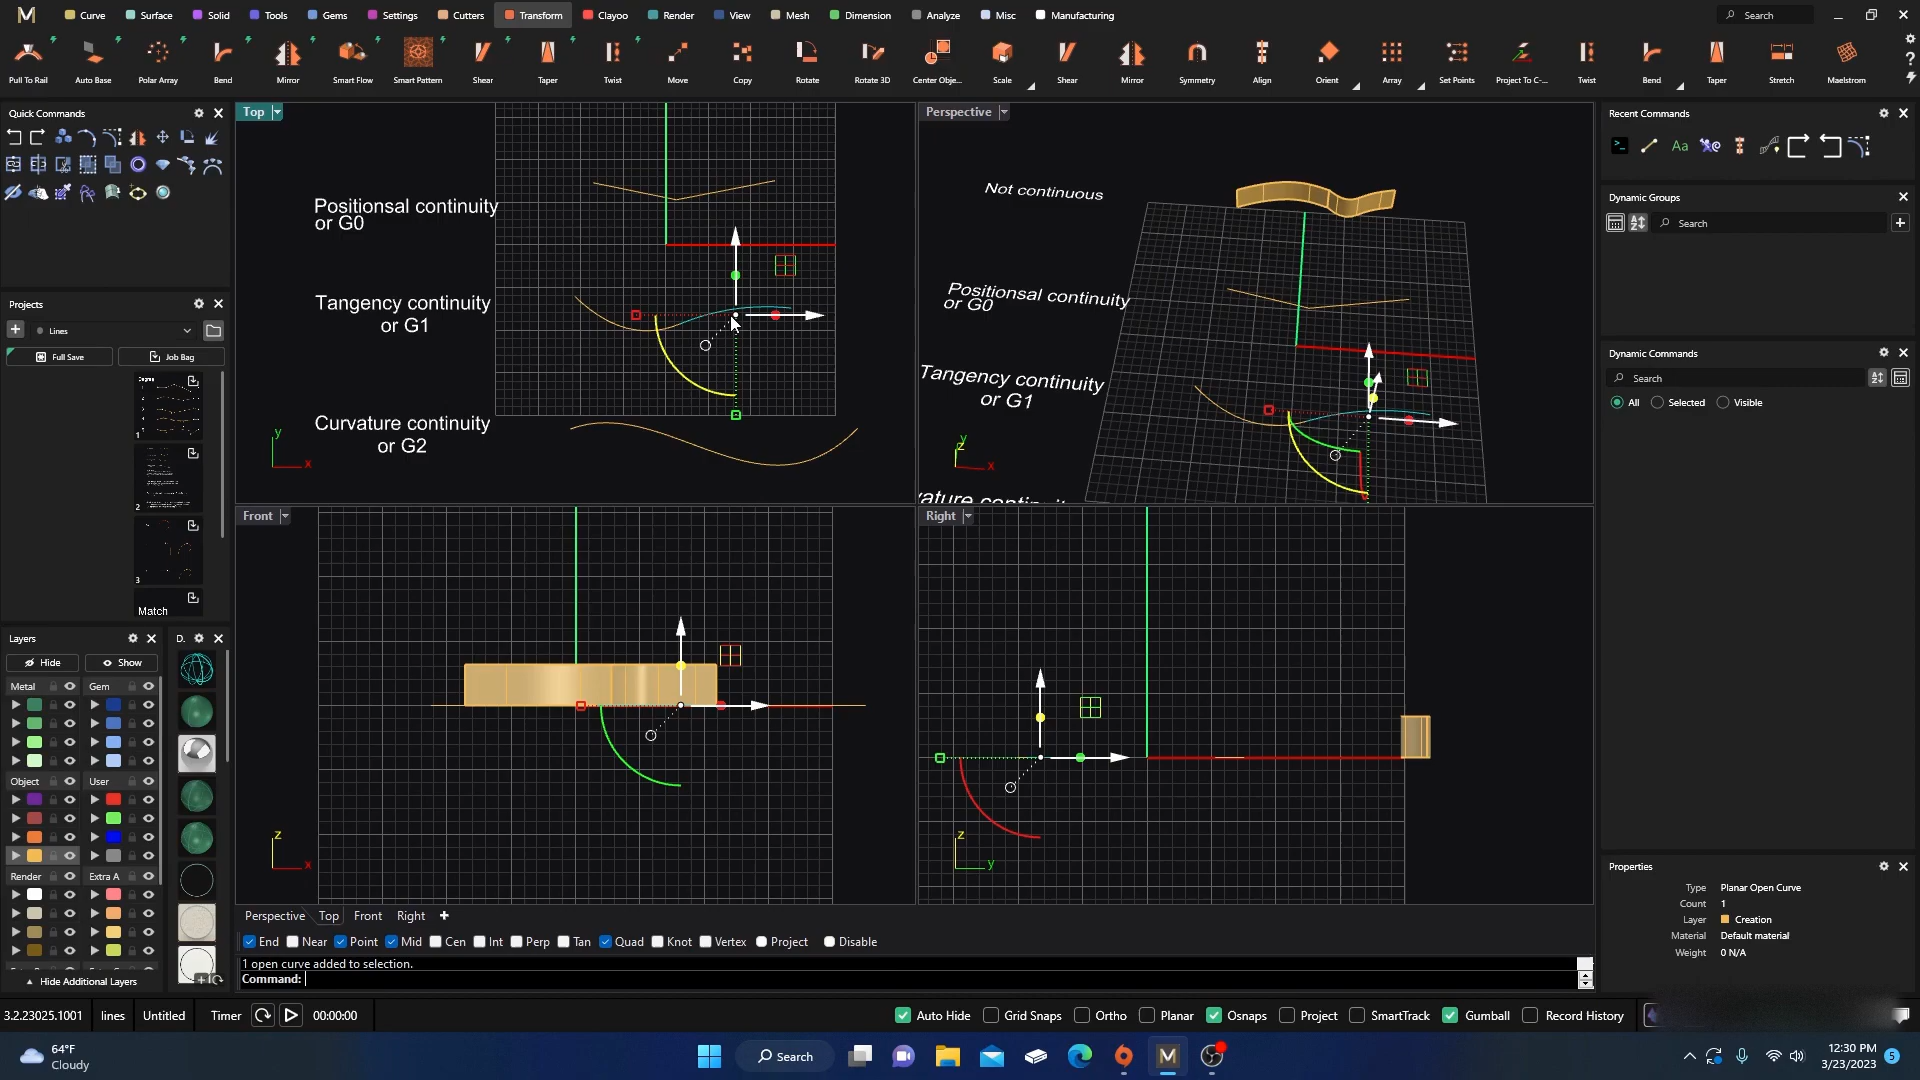 Curve
Surface
Solid
Tools
Gems
Settings
Cutters
Transform
Clayoo
Render
View
Mesh
Dimension
Analyze
Misc
Manufacturing
Search
Pull To Rail
Auto Base
Polar Array
Bend
Mirror
Smart Flow
Smart Pattern
Shear
Taper
Twist
Move
Copy
Rotate
Rotate 3D
Center Obje...
Scale
Shear
Mirror
Symmetry
Align
Orient
Array
Set Points
Project To C-...
Twist
Bend
Taper
Stretch
Maelstrom
Quick Commands
Projects
Lines
Full Save
Job Bag
Degree
1
2
3
Match
Layers
D.
Hide
Show
Metal
Gem
Object
User
Render
Extra A
Hide Additional Layers
Top
Positionsal continuity
or G0
Tangency continuity
or G1
Curvature continuity
or G2
y
x
Perspective
Not continuous
Positionsal continuity
or G0
Tangency continuity
or G1
y
z
x
Front
z
x
Right
z
y
Perspective
Top
Front
Right
End
Near
Point
Mid
Cen
Int
Perp
Tan
Quad
Knot
Vertex
Project
Disable
1 open curve added to selection.
Command:
Recent Commands
Aa
Dynamic Groups
Search
Dynamic Commands
Search
All
Selected
Visible
Properties
Type Planar Open Curve
Count 1
Layer Creation
Material Default material
Weight 0 N/A
3.2.23025.1001
lines
Untitled
Timer
00:00:00
Auto Hide
Grid Snaps
Ortho
Planar
Osnaps
Project
SmartTrack
Gumball
Record History
64°F
Cloudy
Search
12:30 PM
3/23/2023
5